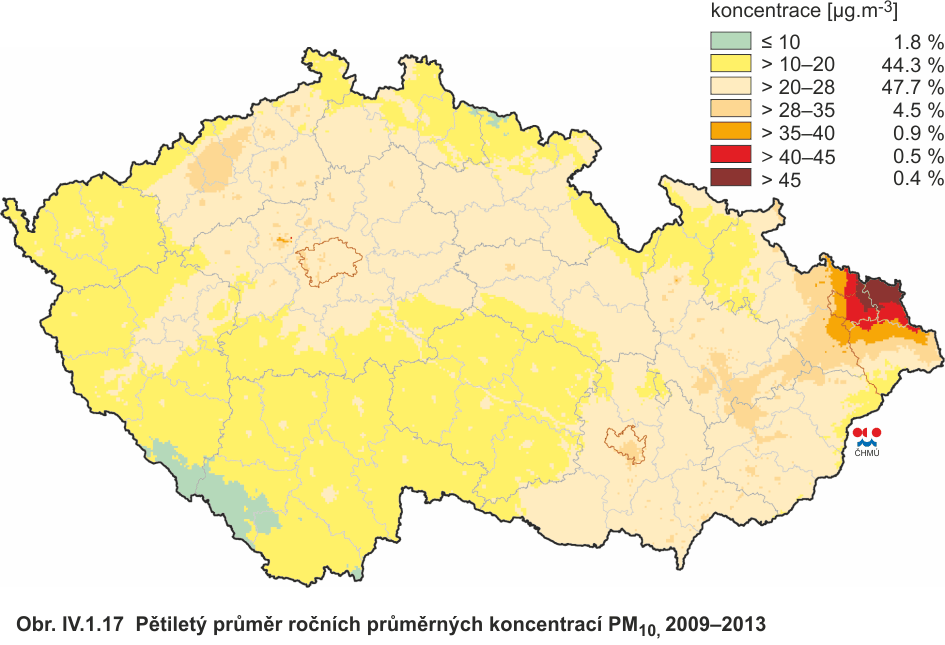 koncentrace [µg.m-3]
≤ 10 1.8 %
> 10–20 44.3 %
> 20–28 47.7 %
> 28–35 4.5 %
> 35–40 0.9 %
> 40–45 0.5 %
> 45 0.4 %
ČHMÚ
Obr. IV.1.17 Pětiletý průměr ročních průměrných koncentrací PM10, 2009–2013